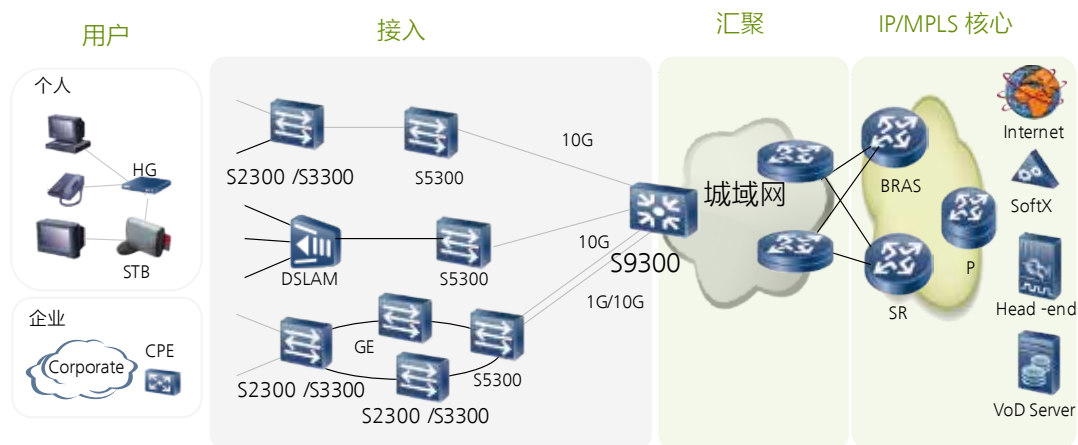 用户
接入
汇聚
IP/MPLS 核心
个人
HG
STB
企业
Corporate
CPE
S2300 /S3300
S5300
10G
DSLAM
S5300
10G
1G/10G
S9300
GE
S2300 /S3300
S5300
S2300 /S3300
城域网
BRAS
P
SR
Internet
SoftX
Head -end
VoD Server